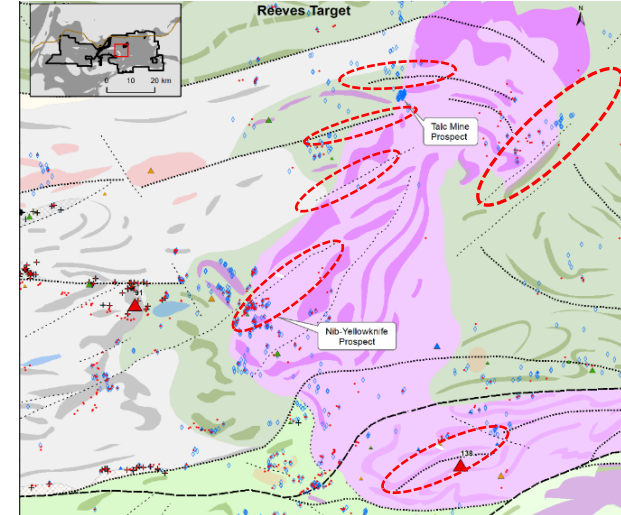 Reeves Target
N
0 10 20 km
Talc Mine
Prospect
Nib-Yellowknife
Prospect
138